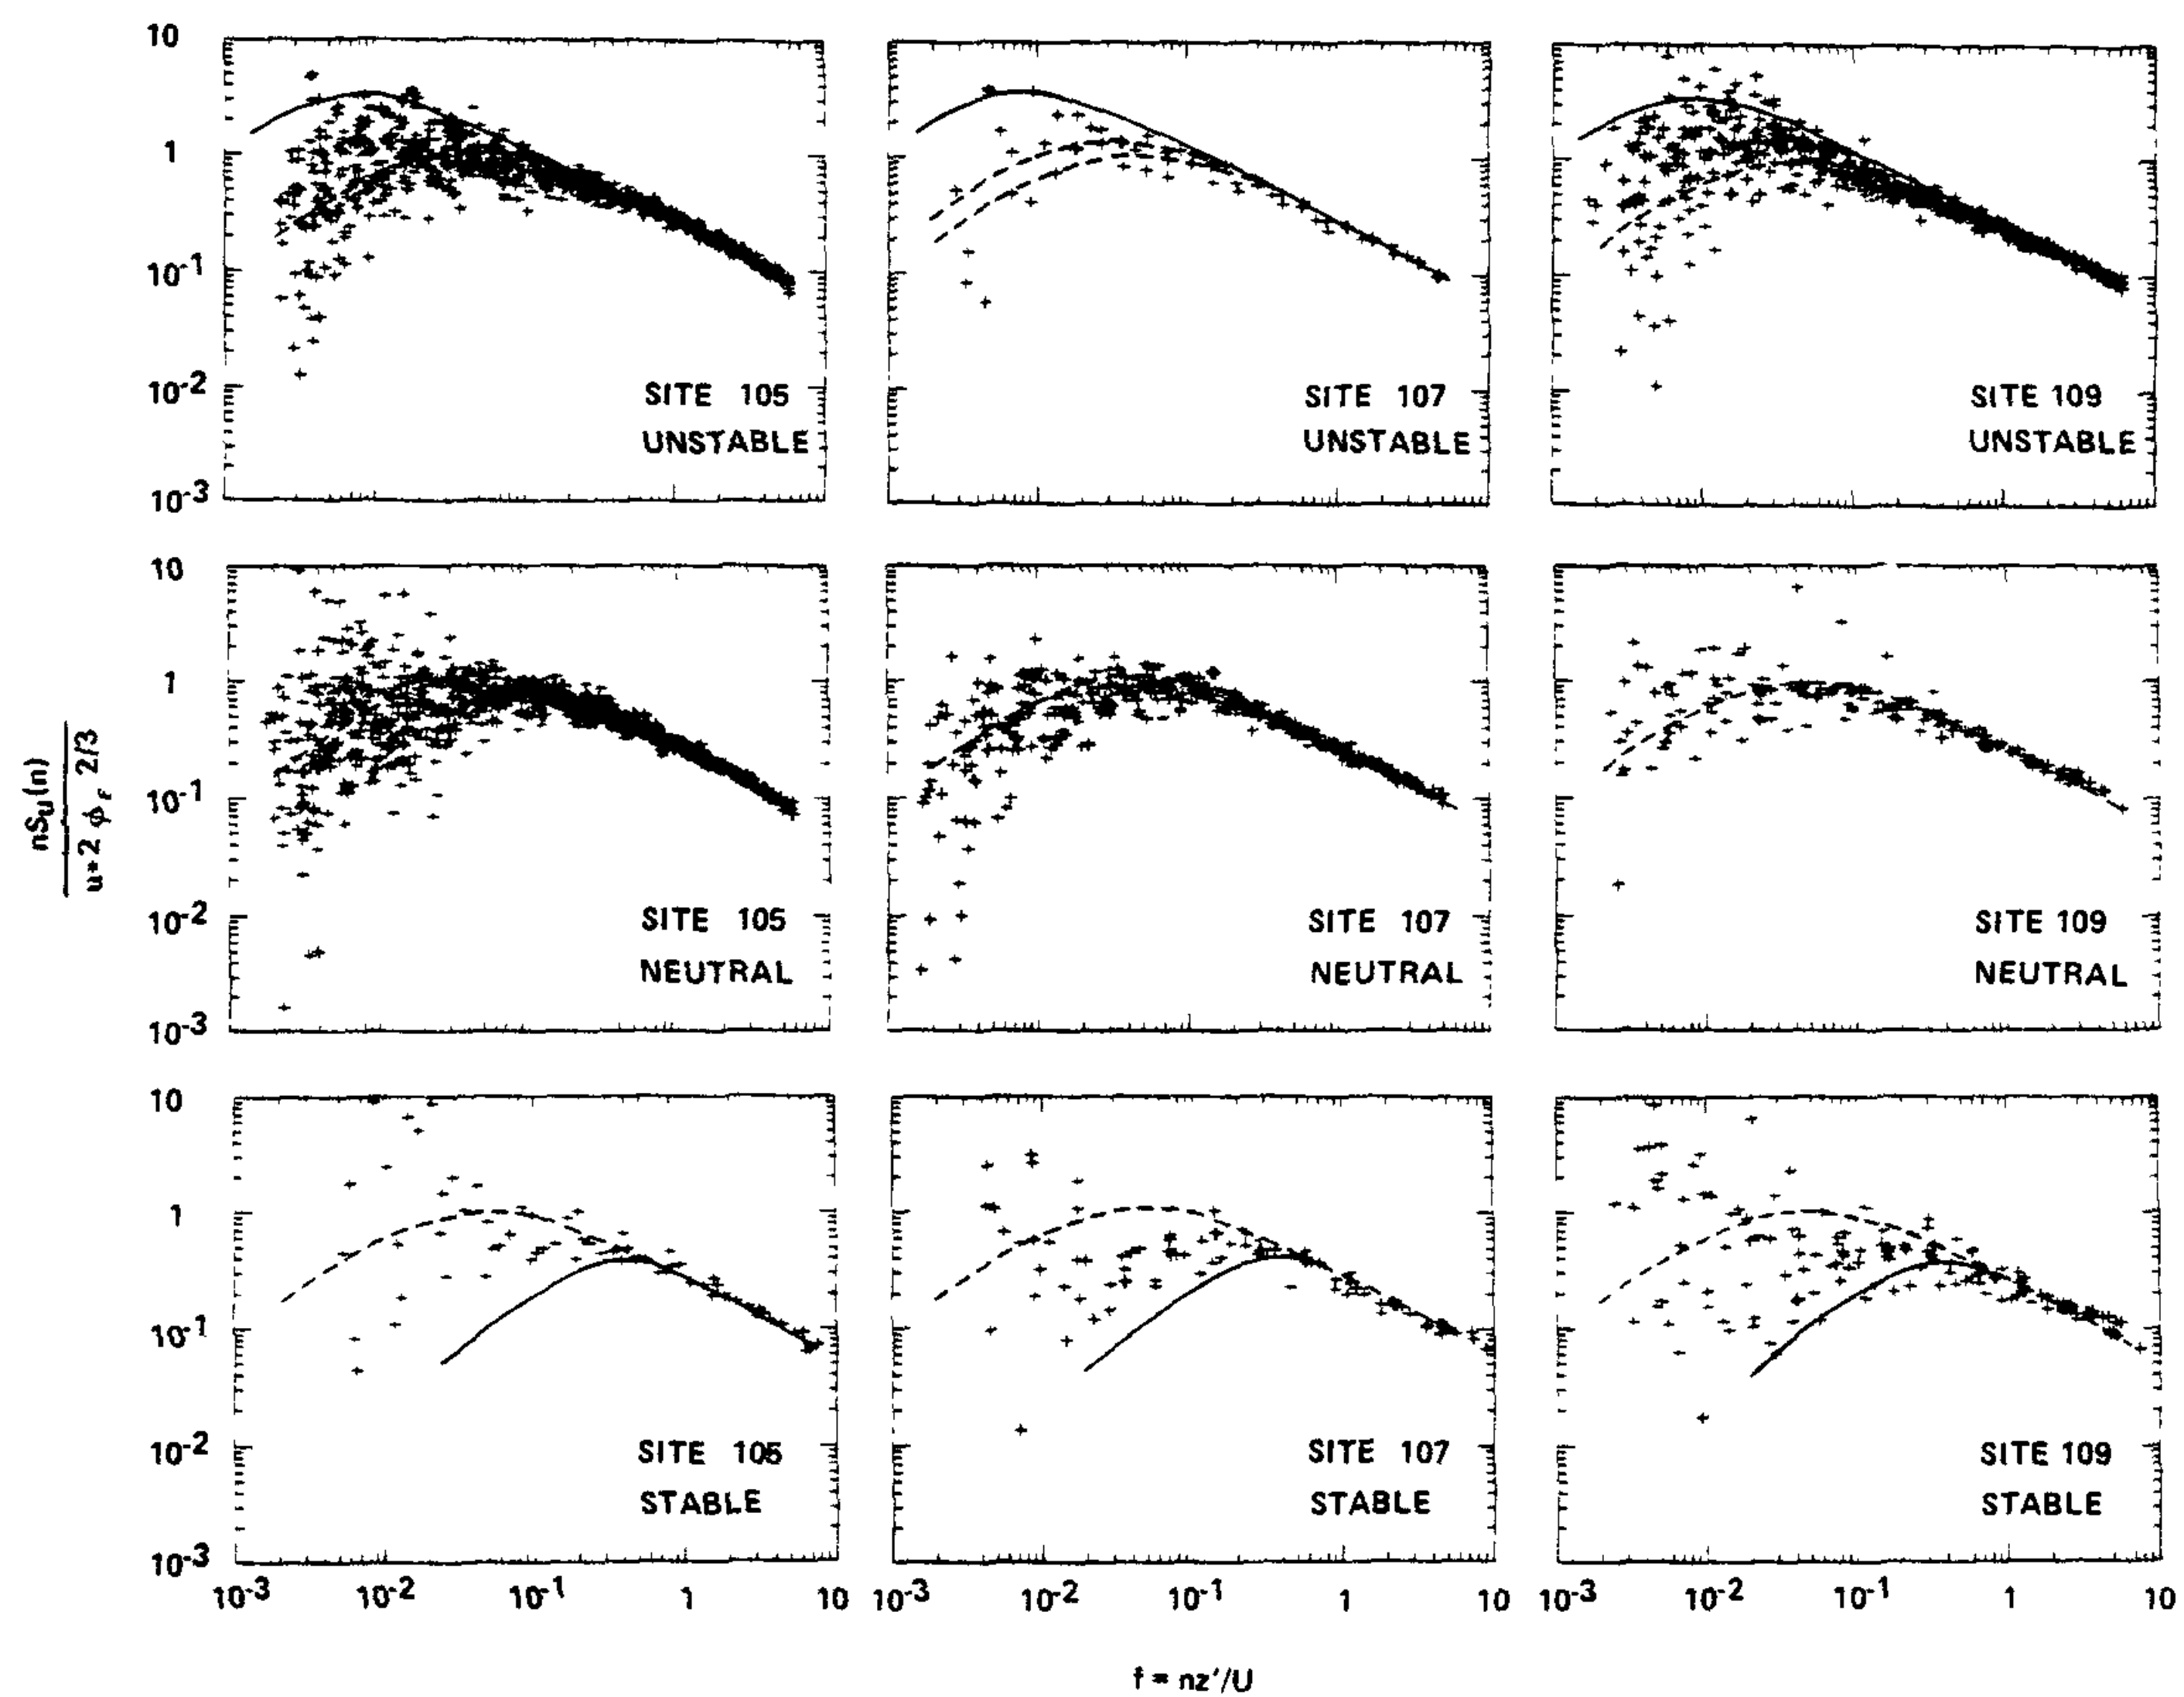 10
1
10-1
10-2
10-3
SITE 105
UNSTABLE
SITE 107
UNSTABLE
SITE 109
UNSTABLE
10
1
10-1
10-2
10-3
SITE 105
NEUTRAL
SITE 107
NEUTRAL
SITE 109
NEUTRAL
nSu(n)
u*2 ϕε 2/3
10
1
10-1
10-2
10-3
SITE 105
STABLE
SITE 107
STABLE
SITE 109
STABLE
10-3 10-2 10-1 1 10 10-3 10-2 10-1 1 10 10-3 10-2 10-1 1 10
f = nz'/U